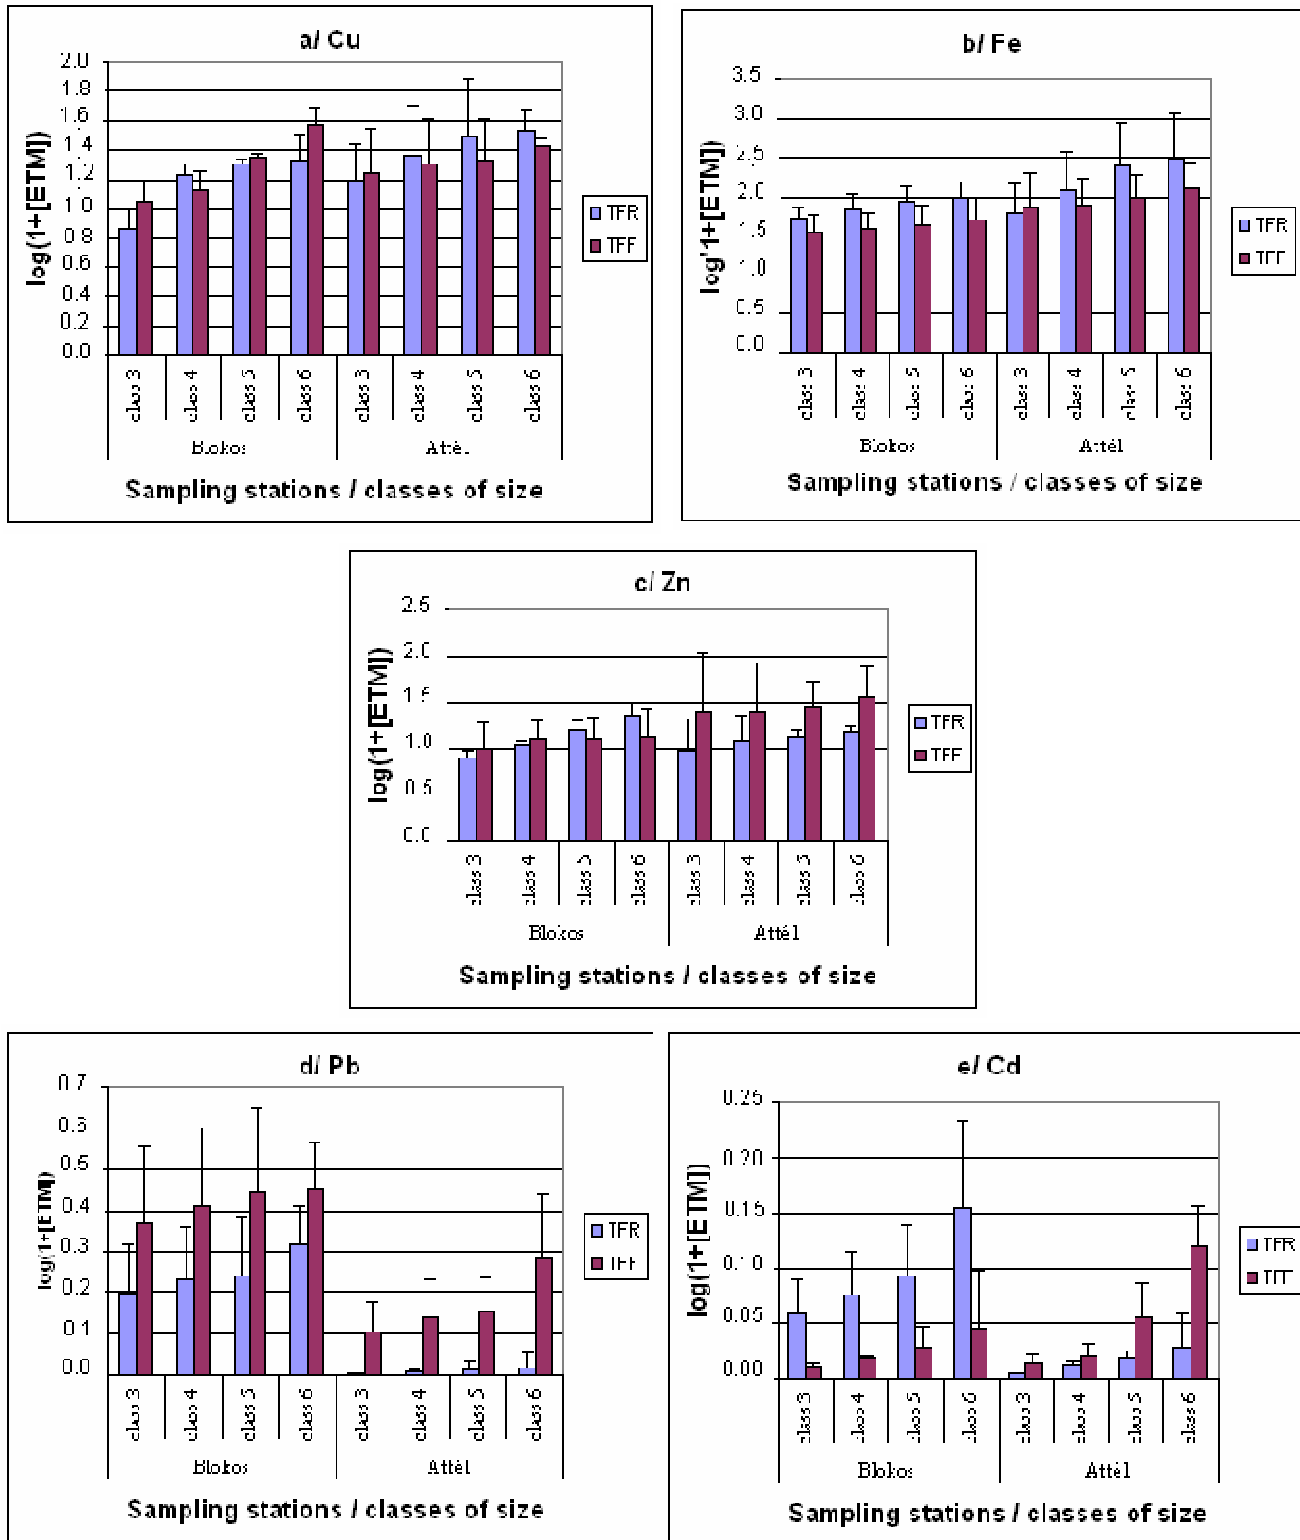 a/ Cu
log(1+[ETM])
2.0
1.8
1.6
1.4
1.2
1.0
0.8
0.6
0.4
0.2
0.0
class 3
class 4
class 5
class 6
class 3
class 4
class 5
class 6
Blokos
Attél
Sampling stations / classes of size
TFR
TFF
b/ Fe
log'1+[ETM])
3.5
3.0
2.5
2.0
1.5
1.0
0.5
0.0
class 3
class 4
class 5
class 6
class 3
class 4
class 5
class 6
Blokos
Attél
Sampling stations / classes of size
TFR
TFF
c/ Zn
log(1+[ETM])
2.5
2.0
1.5
1.0
0.5
0.0
class 3
class 4
class 5
class 6
class 3
class 4
class 5
class 6
Blokos
Attél
Sampling stations / classes of size
TFR
TFF
d/ Pb
log(1+[ETM])
0.7
0.6
0.5
0.4
0.3
0.2
0.1
0.0
class 3
class 4
class 5
class 6
class 3
class 4
class 5
class 6
Blokos
Attél
Sampling stations / classes of size
TFR
TFF
e/ Cd
log(1+[ETM])
0.25
0.20
0.15
0.10
0.05
0.00
class 3
class 4
class 5
class 6
class 3
class 4
class 5
class 6
Blokos
Attél
Sampling stations / classes of size
TFR
TFF